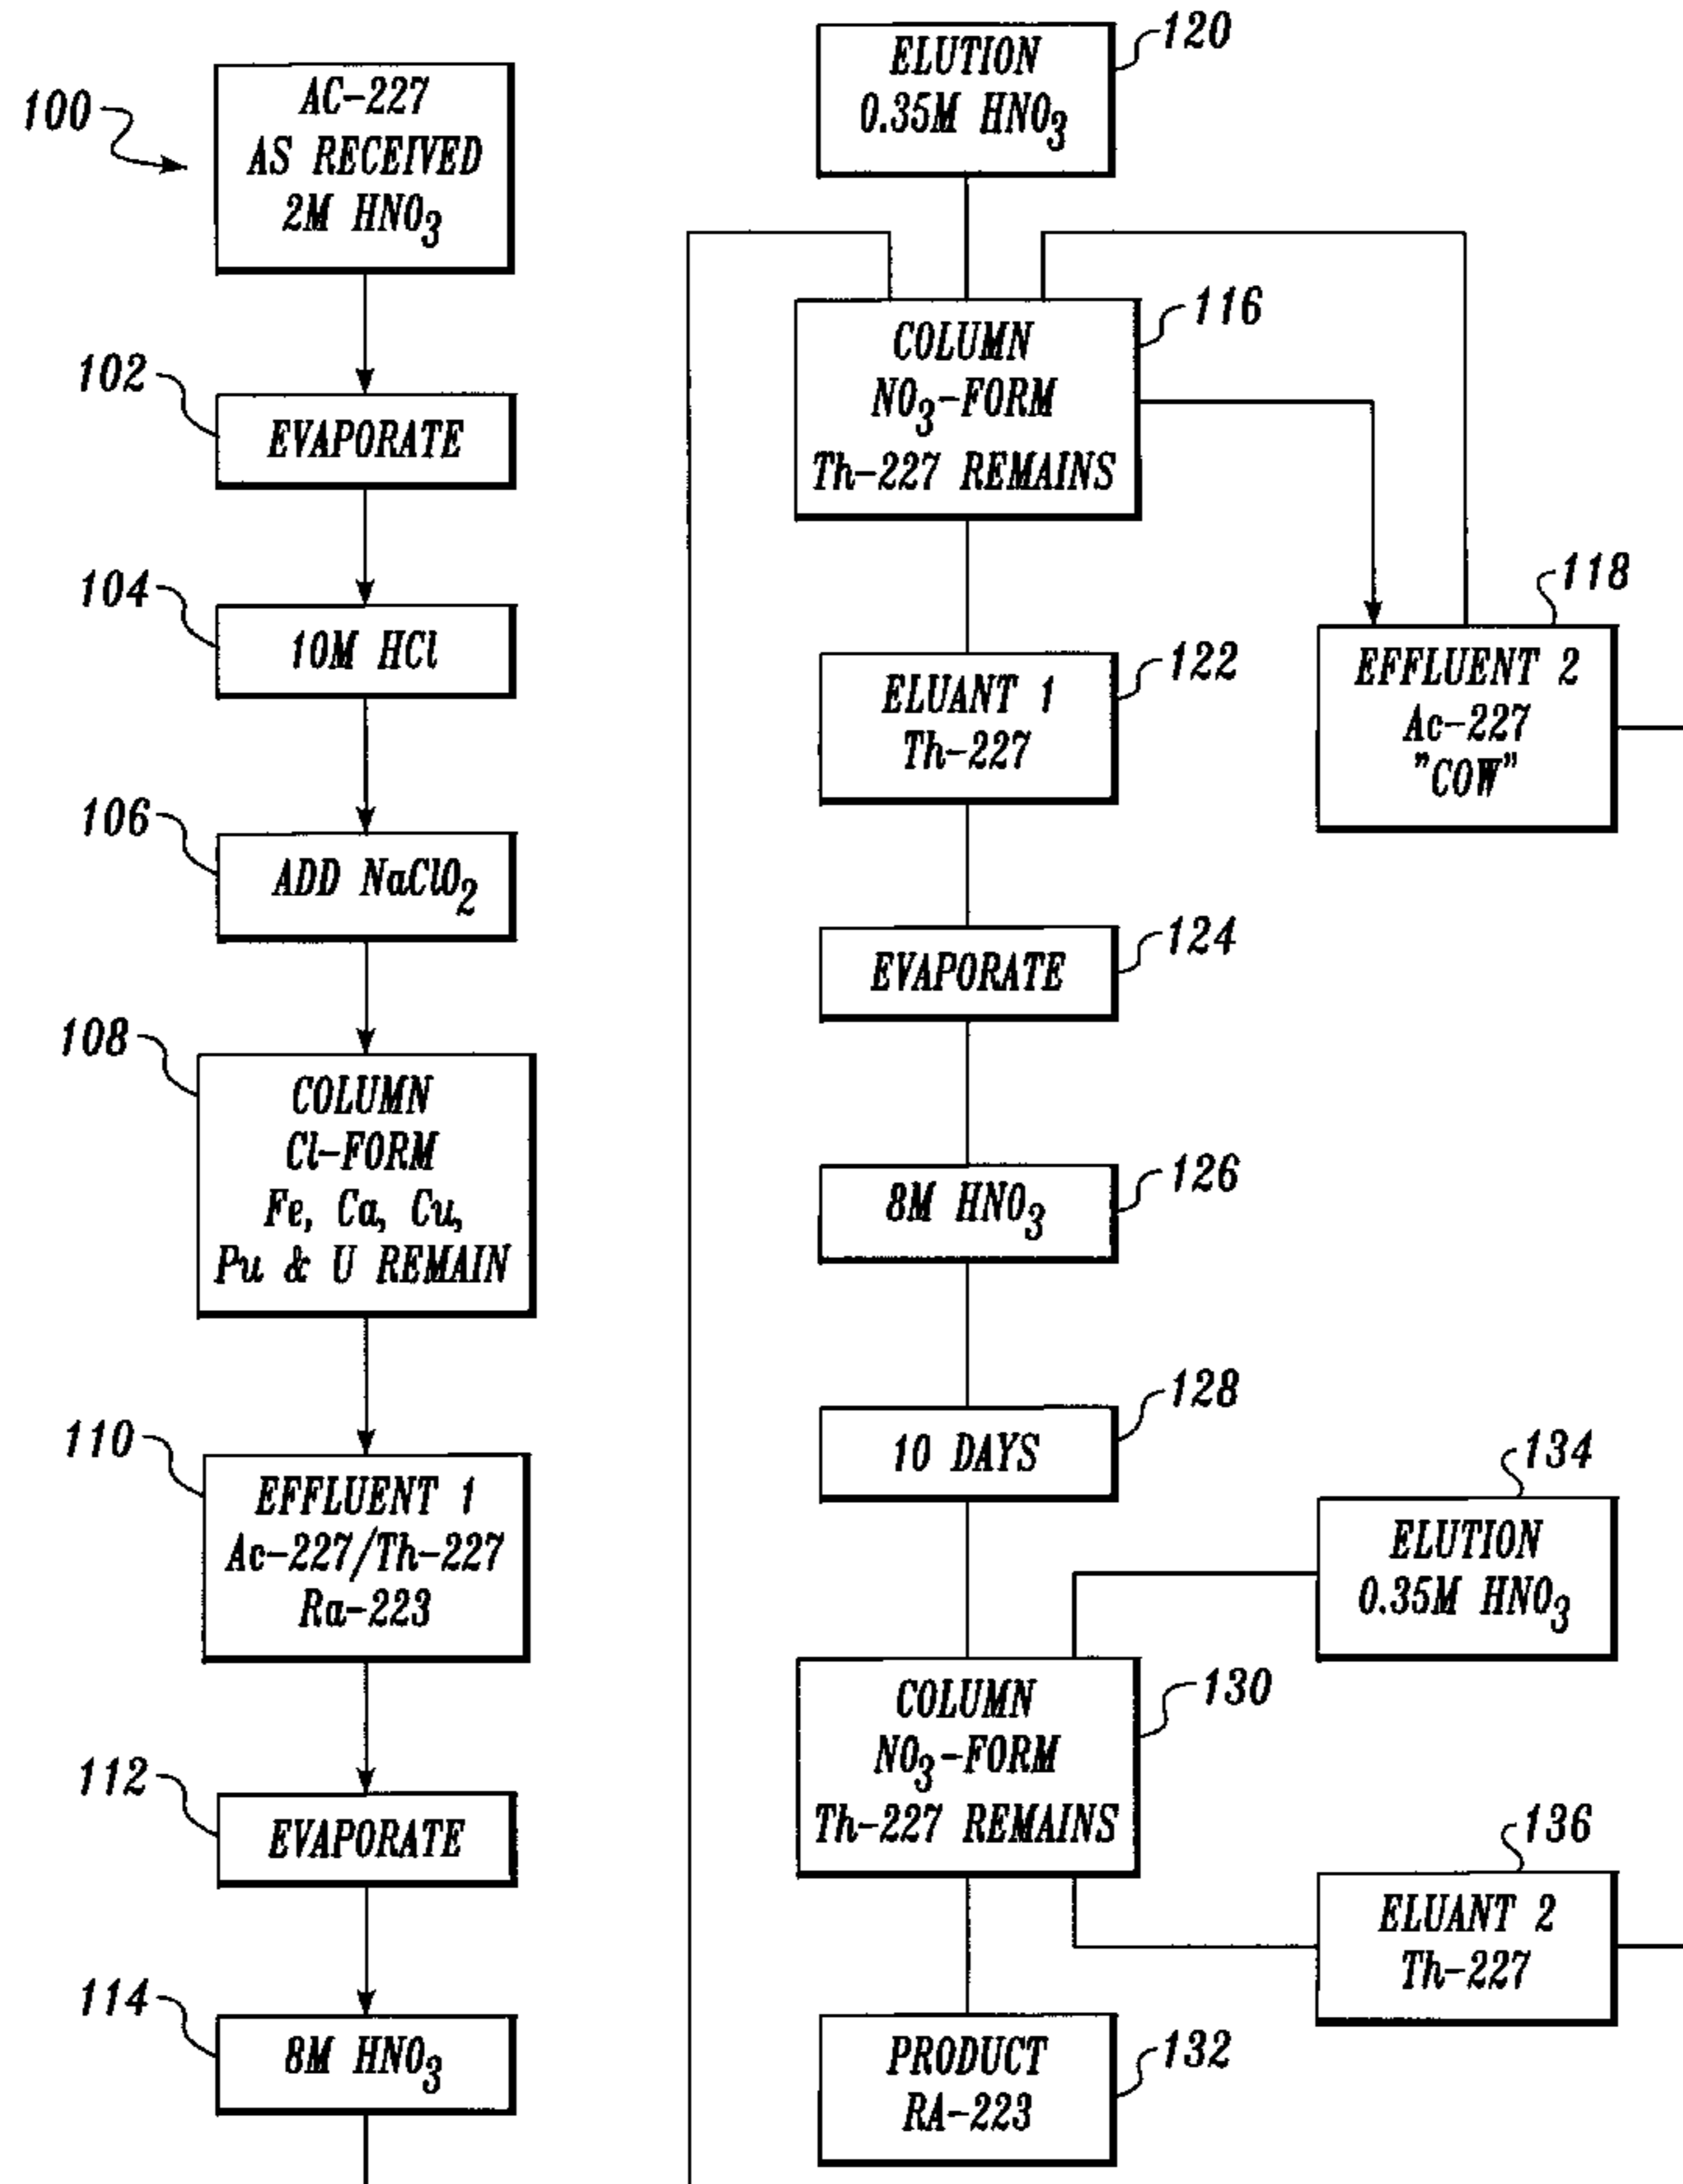 100
AC-227
AS RECEIVED
2M HNO3
102
EVAPORATE
104
10M HCl
106
ADD NaClO2
108
COLUMN
Cl-FORM
Fe, Ca, Cu,
Pu & U REMAIN
110
EFFLUENT 1
Ac-227/Th-227
Ra-223
112
EVAPORATE
114
8M HNO3
120
ELUTION
0.35M HNO3
116
COLUMN
NO3-FORM
Th-227 REMAINS
118
EFFLUENT 2
Ac-227
"COW"
122
ELUANT 1
Th-227
124
EVAPORATE
126
8M HNO3
128
10 DAYS
134
ELUTION
0.35M HNO3
130
COLUMN
NO3-FORM
Th-227 REMAINS
136
ELUANT 2
Th-227
132
PRODUCT
RA-223